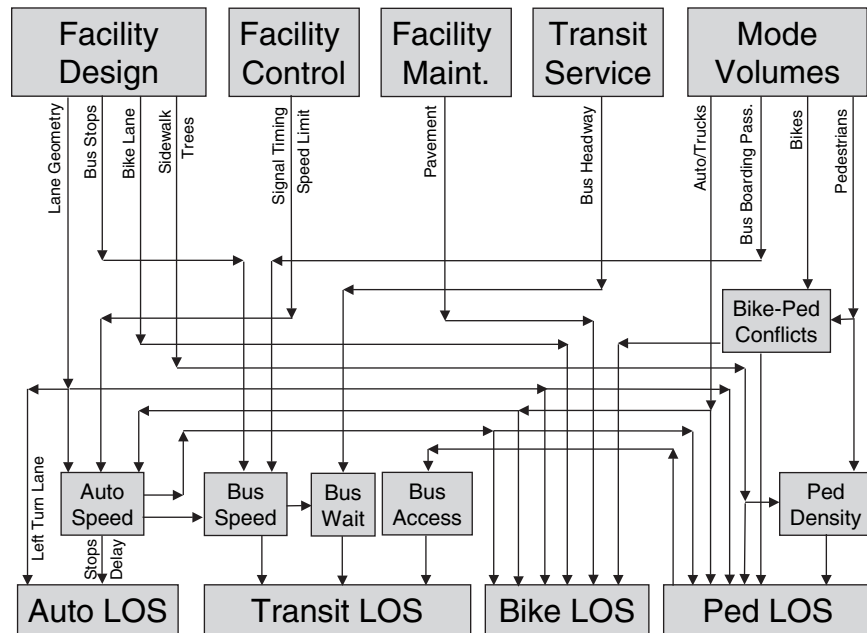 Facility
Design
Facility
Control
Facility
Maint.
Transit
Service
Mode
Volumes
Lane Geometry
Bus Stops
Bike Lane
Sidewalk
Trees
Signal Timing
Speed Limit
Pavement
Bus Headway
Auto/Trucks
Bus Boarding Pass.
Bikes
Pedestrians
Bike-Ped
Conflicts
Left Turn Lane
Auto
Speed
Bus
Speed
Bus
Wait
Bus
Access
Ped
Density
Stops
Delay
Auto LOS
Transit LOS
Bike LOS
Ped LOS